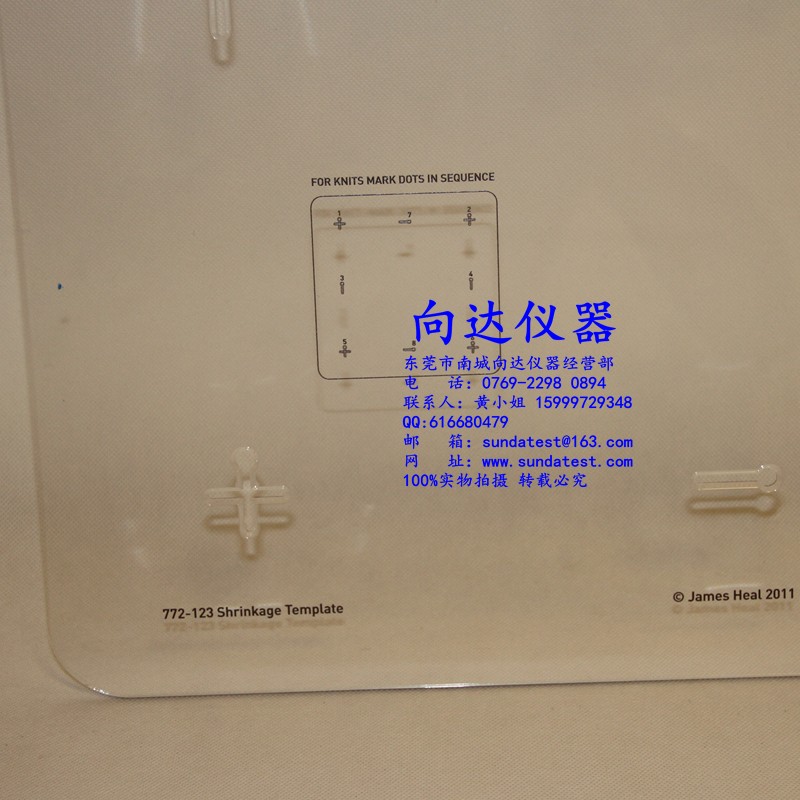 FOR KNITS MARK DOTS IN SEQUENCE
1 7 2
3 4
5 8
向达仪器
东莞市南城向达仪器经营部
电 话: 0769-2298 0894
联系人: 黄小姐 15999729348
QQ:616680479
邮 箱: sundatest@163.com
网 址: www.sundatest.com
100%实物拍摄 转载必究
772-123 Shrinkage Template
© James Heal 2011